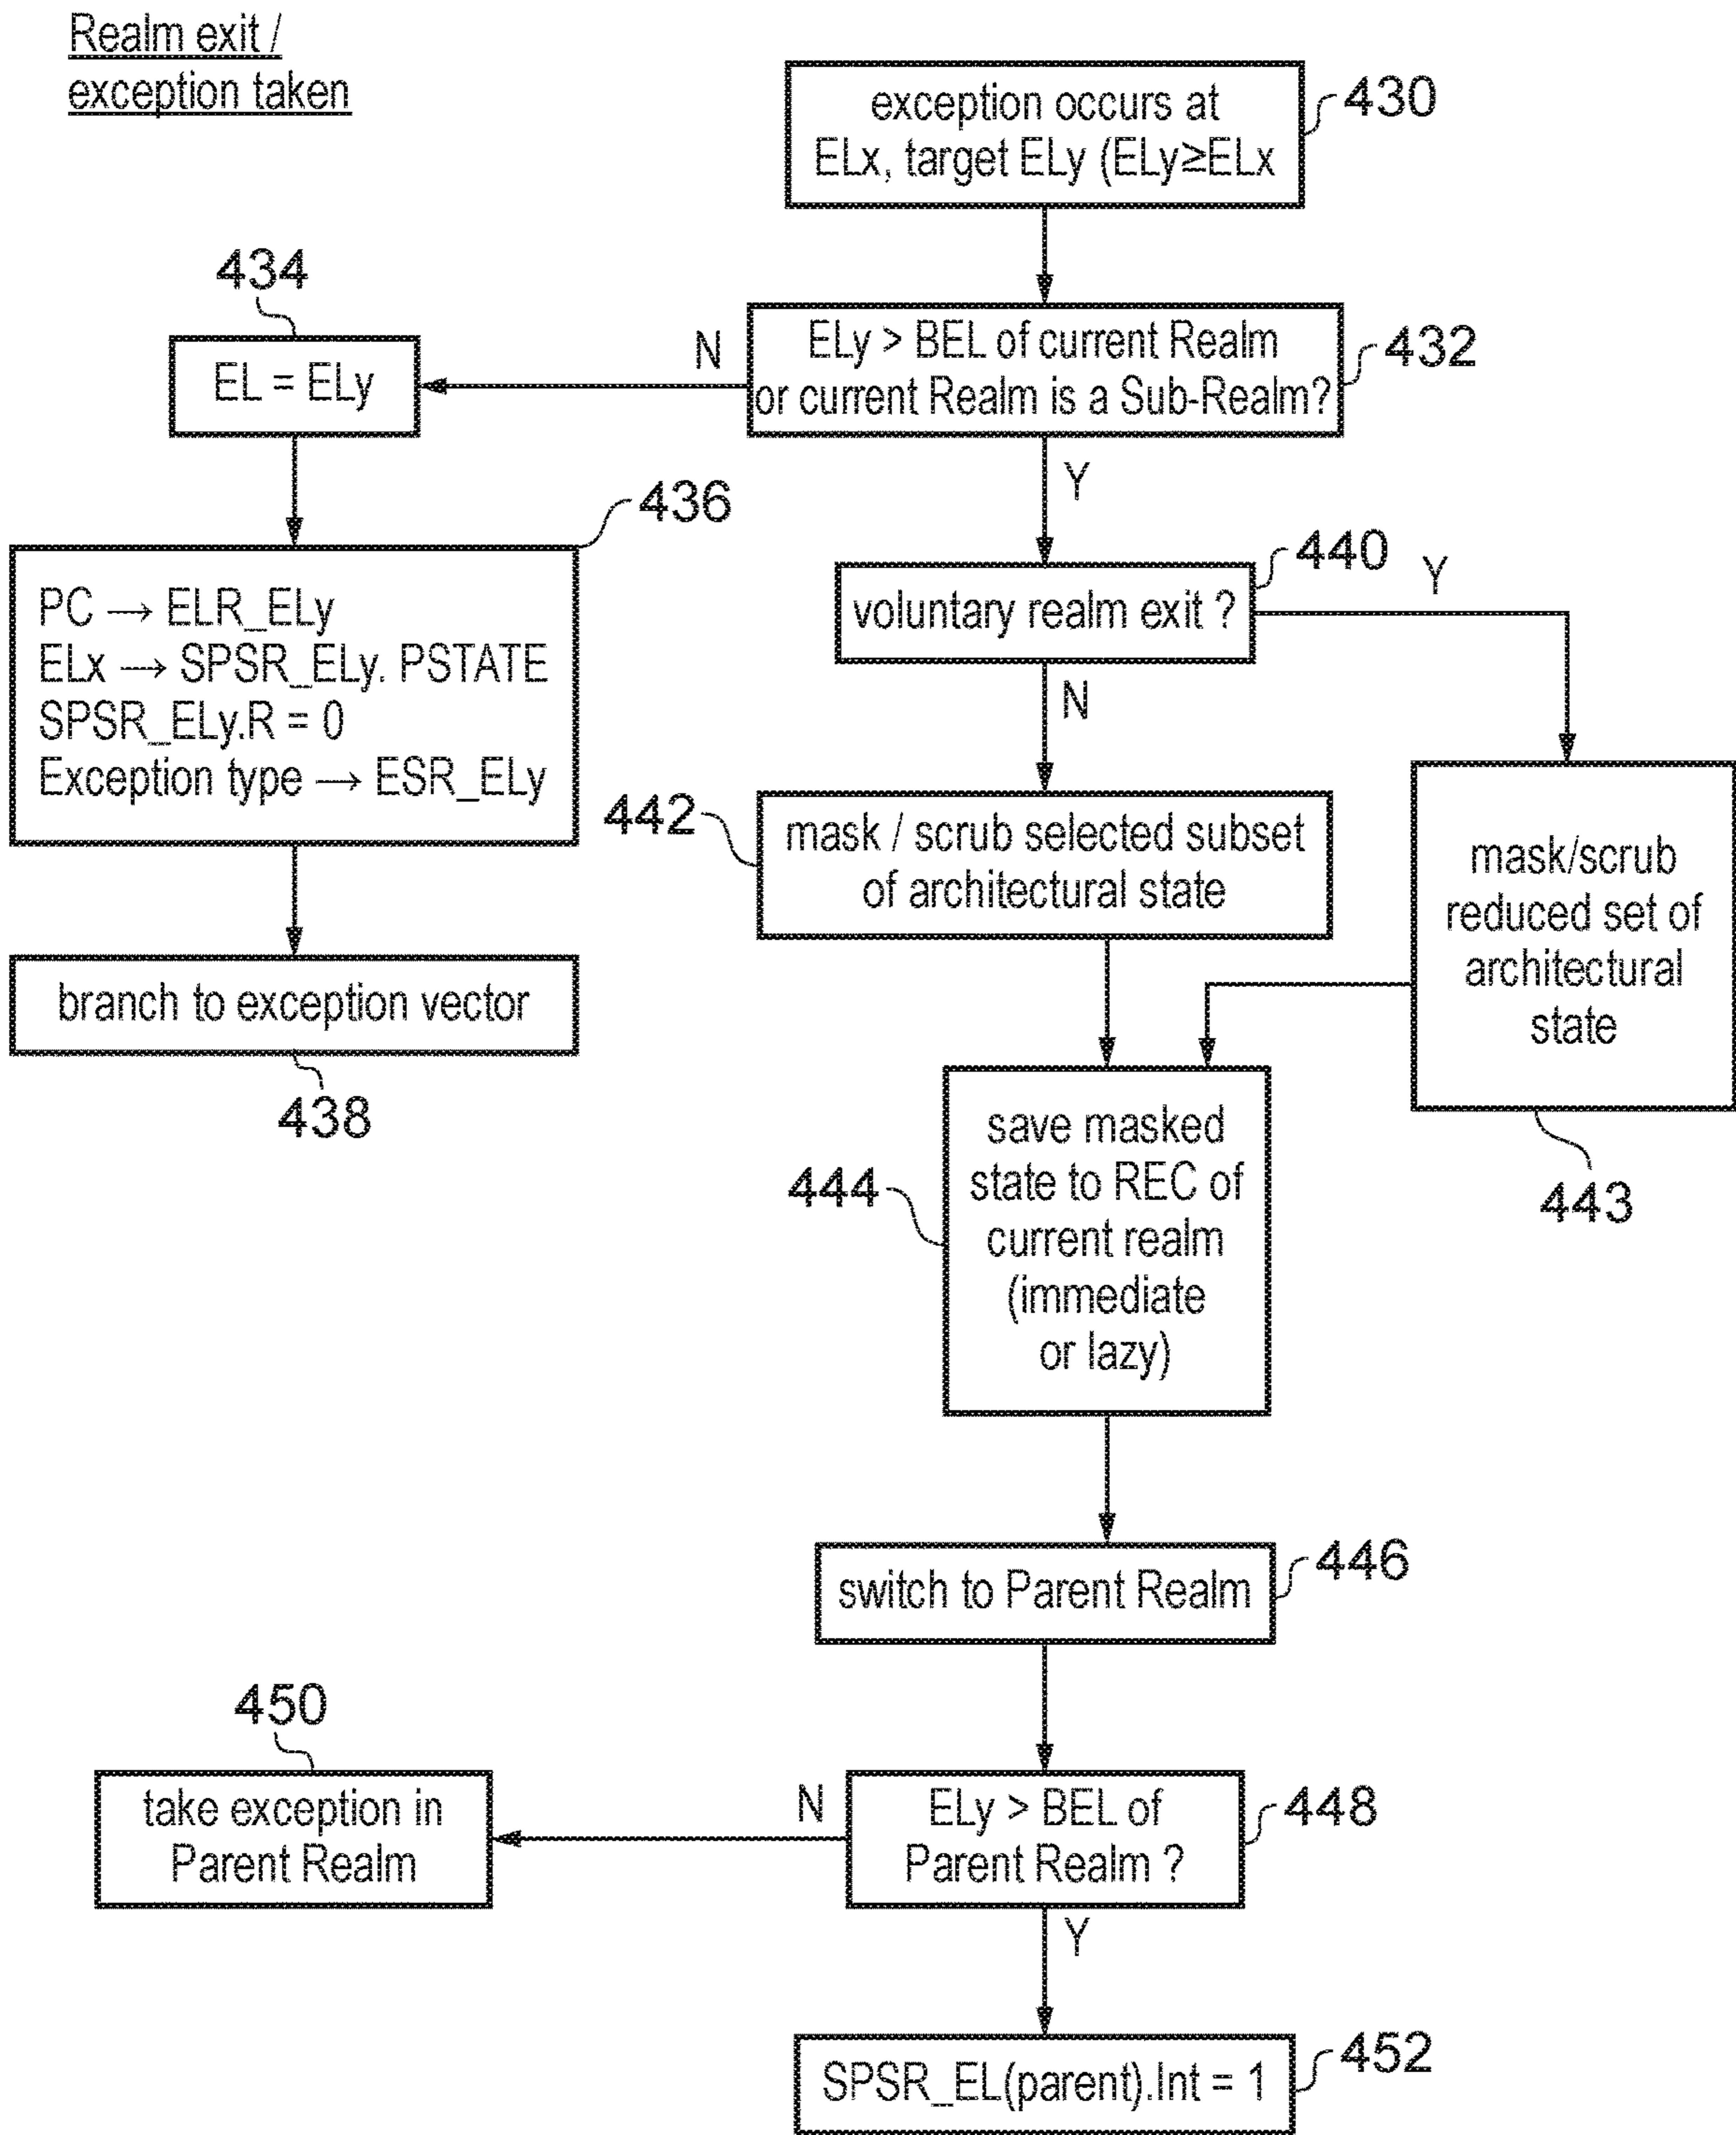 Realm exit /
exception taken
exception occurs at
ELx, target ELy (ELy≥ELx
430
434
EL = ELy
N
ELy > BEL of current Realm
or current Realm is a Sub-Realm?
432
Y
436
PC → ELR_ELy
ELx → SPSR_ELy. PSTATE
SPSR_ELy.R = 0
Exception type → ESR_ELy
branch to exception vector
438
voluntary realm exit ?
440
Y
N
442
mask / scrub selected subset
of architectural state
mask/scrub
reduced set of
architectural
state
443
444
save masked
state to REC of
current realm
(immediate
or lazy)
switch to Parent Realm
446
450
take exception in
Parent Realm
N
ELy > BEL of
Parent Realm ?
448
Y
SPSR_EL(parent).Int = 1
452